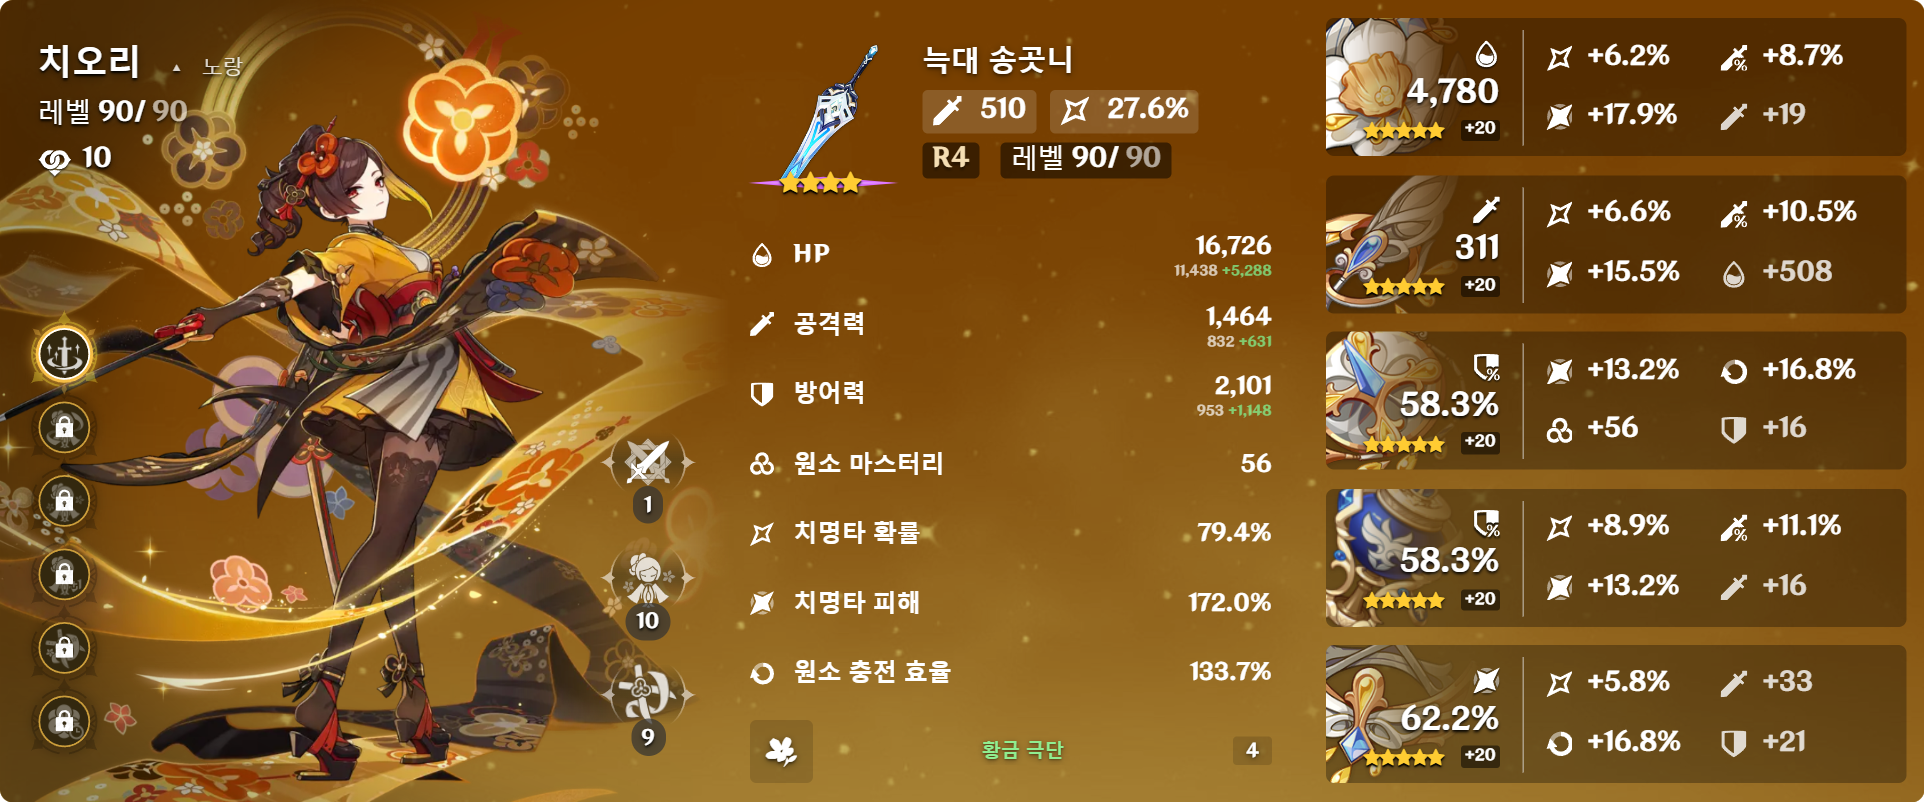 치오리 ▲ 노랑
레벨 90/ 90
10
1
10
9
늑대 송곳니
510 27.6%
R4 레벨 90/ 90
HP 16,726
11,438 +5,288
공격력 1,464
832 +631
방어력 2,101
953 +1,148
원소 마스터리 56
치명타 확률 79.4%
치명타 피해 172.0%
원소 충전 효율 133.7%
황금 극단 4
4,780
+20
+6.2% +8.7%
+17.9% +19
311
+20
+6.6% +10.5%
+15.5% +508
58.3%
+20
+13.2% +16.8%
+56 +16
58.3%
+20
+8.9% +11.1%
+13.2% +16
62.2%
+20
+5.8% +33
+16.8% +21